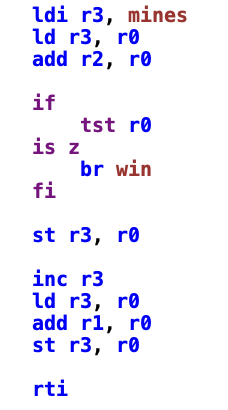 ldi r3, mines
ld r3, r0
add r2, r0
if
tst r0
is z
br win
fi
st r3, r0
inc r3
ld r3, r0
add r1, r0
st r3, r0
rti